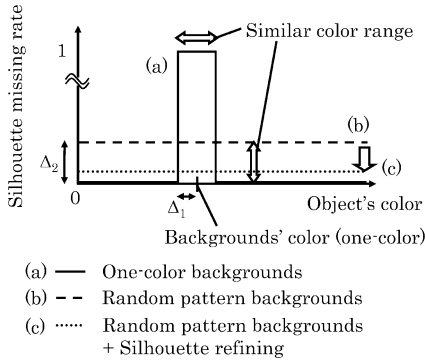 Silhouette missing rate
1
(a)
Similar color range
(b)
(c)
Δ2
0
Δ1
Object's color
Backgrounds' color (one-color)
(a) One-color backgrounds
(b) Random pattern backgrounds
(c) Random pattern backgrounds
+ Silhouette refining